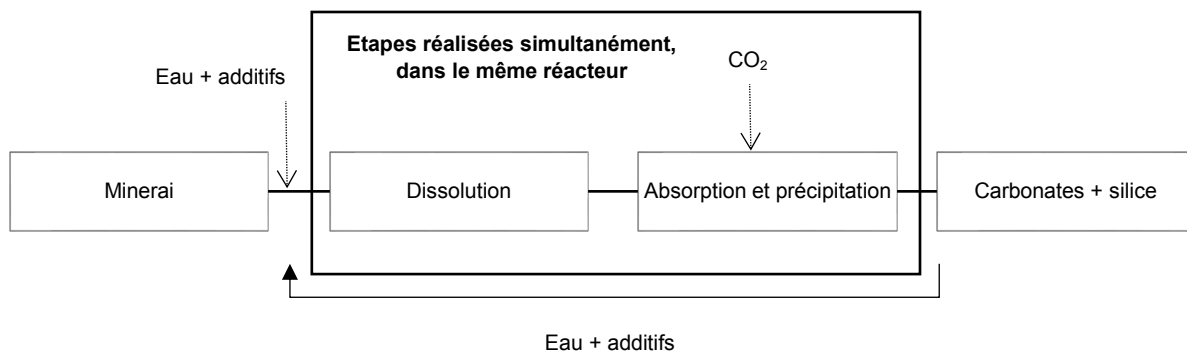 Etapes réalisées simultanément,
dans le même réacteur
Eau + additifs
CO₂
Minerai
Dissolution
Absorption et précipitation
Carbonates + silice
Eau + additifs